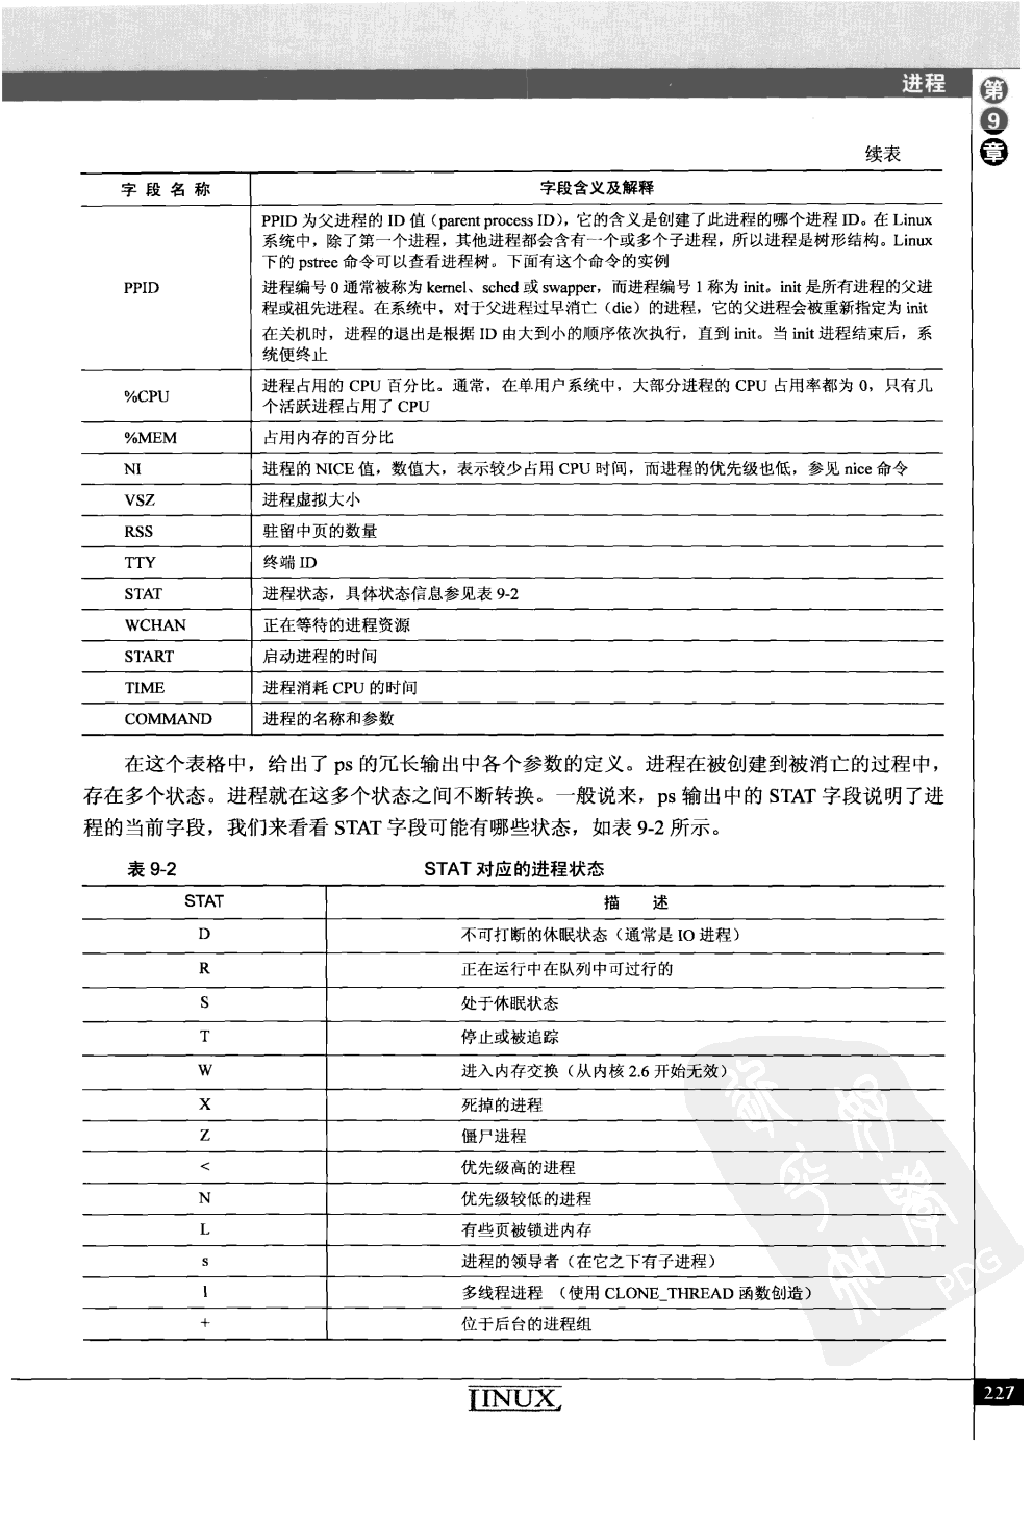 进程
第
9
章
续表
字段名称 字段含义及解释
PPID 为父进程的 ID 值（parent process ID），它的含义是创建了此进程的哪个进程 ID。在 Linux
系统中，除了第一个进程，其他进程都会含有一个或多个子进程，所以进程是树形结构。Linux
下的 pstree 命令可以查看进程树。下面有这个命令的实例
PPID 进程编号 0 通常被称为 kernel、sched 或 swapper，而进程编号 1 称为 init。init 是所有进程的父进
程或祖先进程。在系统中，对于父进程过早消亡（die）的进程，它的父进程会被重新指定为 init
在关机时，进程的退出是根据 ID 由大到小的顺序依次执行，直到 init。当 init 进程结束后，系
统便终止
%CPU 进程占用的 CPU 百分比。通常，在单用户系统中，大部分进程的 CPU 占用率都为 0，只有几
个活跃进程占用了 CPU
%MEM 占用内存的百分比
NI 进程的 NICE 值，数值大，表示较少占用 CPU 时间，而进程的优先级也低，参见 nice 命令
VSZ 进程虚拟大小
RSS 驻留中页的数量
TTY 终端 ID
STAT 进程状态，具体状态信息参见表 9-2
WCHAN 正在等待的进程资源
START 启动进程的时间
TIME 进程消耗 CPU 的时间
COMMAND 进程的名称和参数
在这个表格中，给出了 ps 的冗长输出中各个参数的定义。进程在被创建到被消亡的过程中，
存在多个状态。进程就在这多个状态之间不断转换。一般说来，ps 输出中的 STAT 字段说明了进
程的当前字段，我们来看看 STAT 字段可能有哪些状态，如表 9-2 所示。
表 9-2 STAT 对应的进程状态
STAT 描 述
D 不可打断的休眠状态（通常是 IO 进程）
R 正在运行中在队列中可过行的
S 处于休眠状态
T 停止或被追踪
W 进入内存交换（从内核 2.6 开始无效）
X 死掉的进程
Z 僵尸进程
< 优先级高的进程
N 优先级较低的进程
L 有些页被锁进内存
s 进程的领导者（在它之下有子进程）
l 多线程进程 （使用 CLONE_THREAD 函数创造）
+ 位于后台的进程组
PDG
LINUX
227